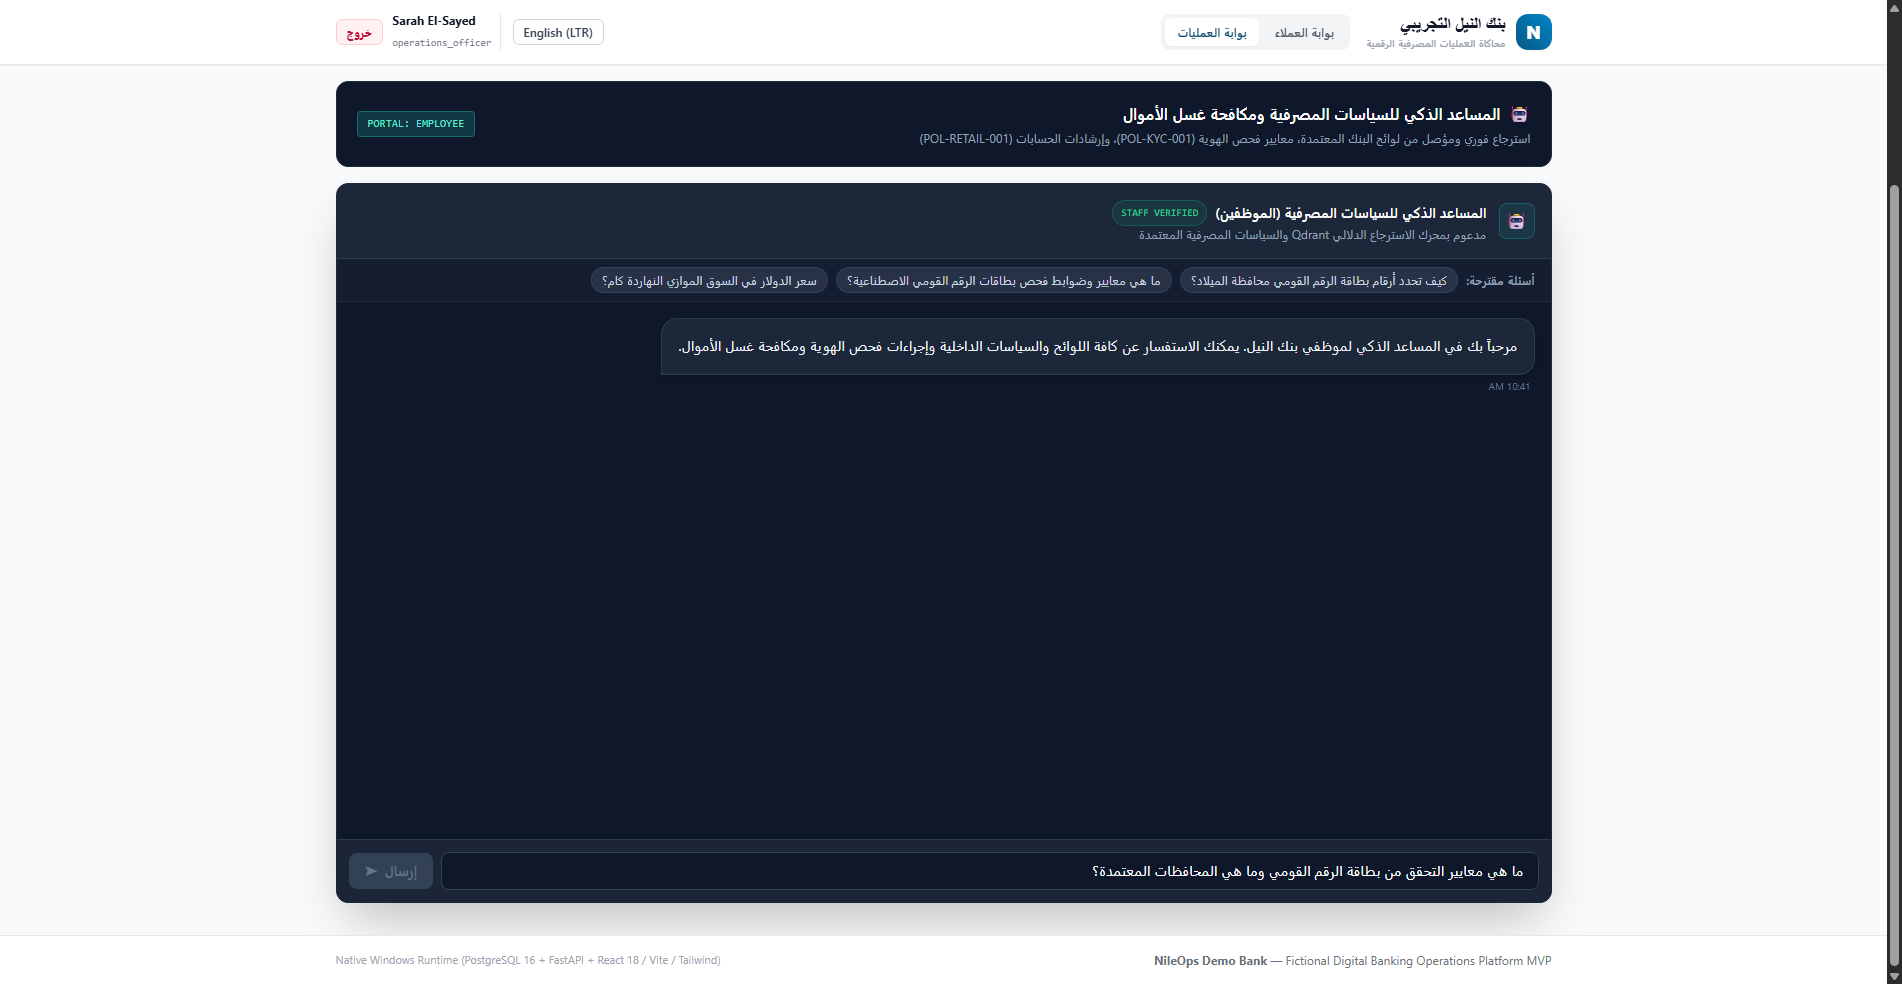 N
بنك النيل التجريبي
محاكاة العمليات المصرفية الرقمية
بوابة العملاء
بوابة العمليات
English (LTR)
Sarah El-Sayed
operations_officer
خروج
المساعد الذكي للسياسات المصرفية ومكافحة غسل الأموال
استرجاع فوري ومؤصل من لوائح البنك المعتمدة، معايير فحص الهوية (POL-KYC-001)، وإرشادات الحسابات (POL-RETAIL-001)
PORTAL: EMPLOYEE
المساعد الذكي للسياسات المصرفية (الموظفين)
STAFF VERIFIED
مدعوم بمحرك الاسترجاع الدلالي Qdrant والسياسات المصرفية المعتمدة
أسئلة مقترحة:
كيف تحدد أرقام بطاقة الرقم القومي محافظة الميلاد؟
ما هي معايير وضوابط فحص بطاقات الرقم القومي الاصطناعية؟
سعر الدولار في السوق الموازي النهاردة كام؟
مرحباً بك في المساعد الذكي لموظفي بنك النيل. يمكنك الاستفسار عن كافة اللوائح والسياسات الداخلية وإجراءات فحص الهوية ومكافحة غسل الأموال.
10:41 AM
ما هي معايير التحقق من بطاقة الرقم القومي وما هي المحافظات المعتمدة؟
إرسال ➤
NileOps Demo Bank — Fictional Digital Banking Operations Platform MVP
Native Windows Runtime (PostgreSQL 16 + FastAPI + React 18 / Vite / Tailwind)